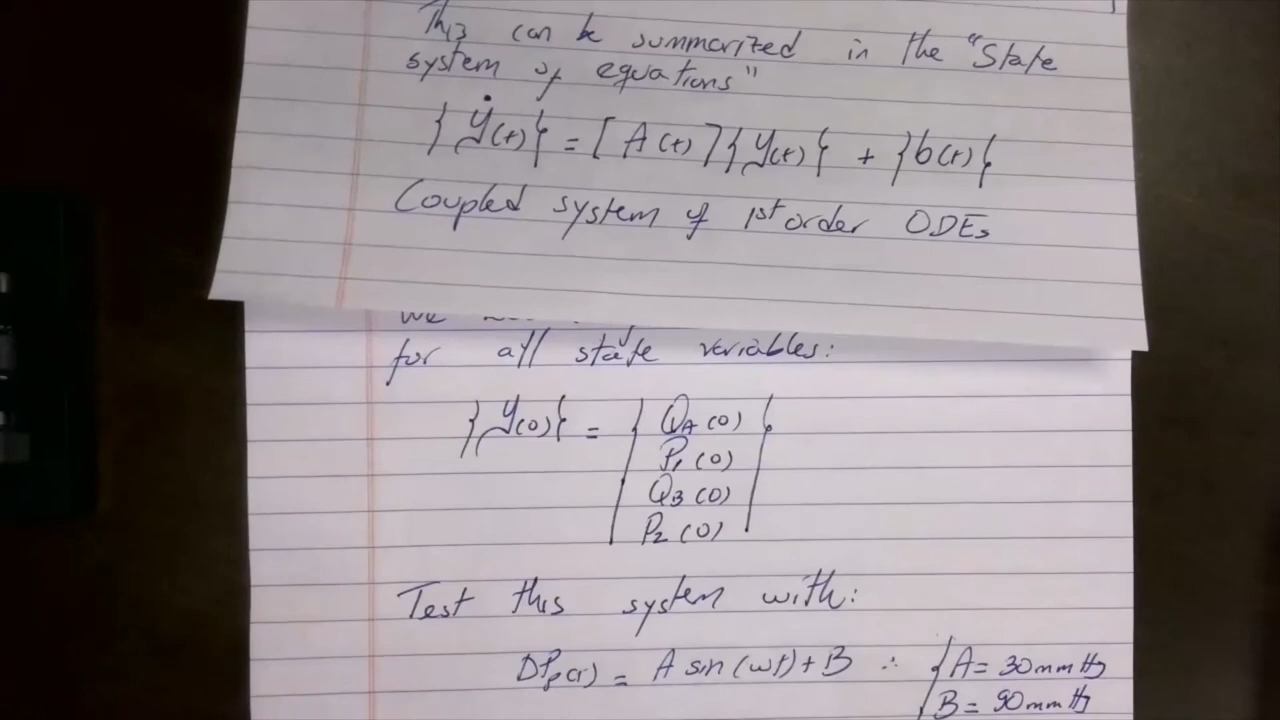 This can be summarized in the "State
system of equations"
{ẏ(t)} = [A(t)]{y(t)} + {b(t)}
Coupled system of 1st order ODEs
for all state variables:
{y(0)} = { QA(0)
P1(0)
QB(0)
P2(0) }
Test this system with:
A sin(ωt) + B ∴ { A = 30 mmHg
B = 90 mmHg